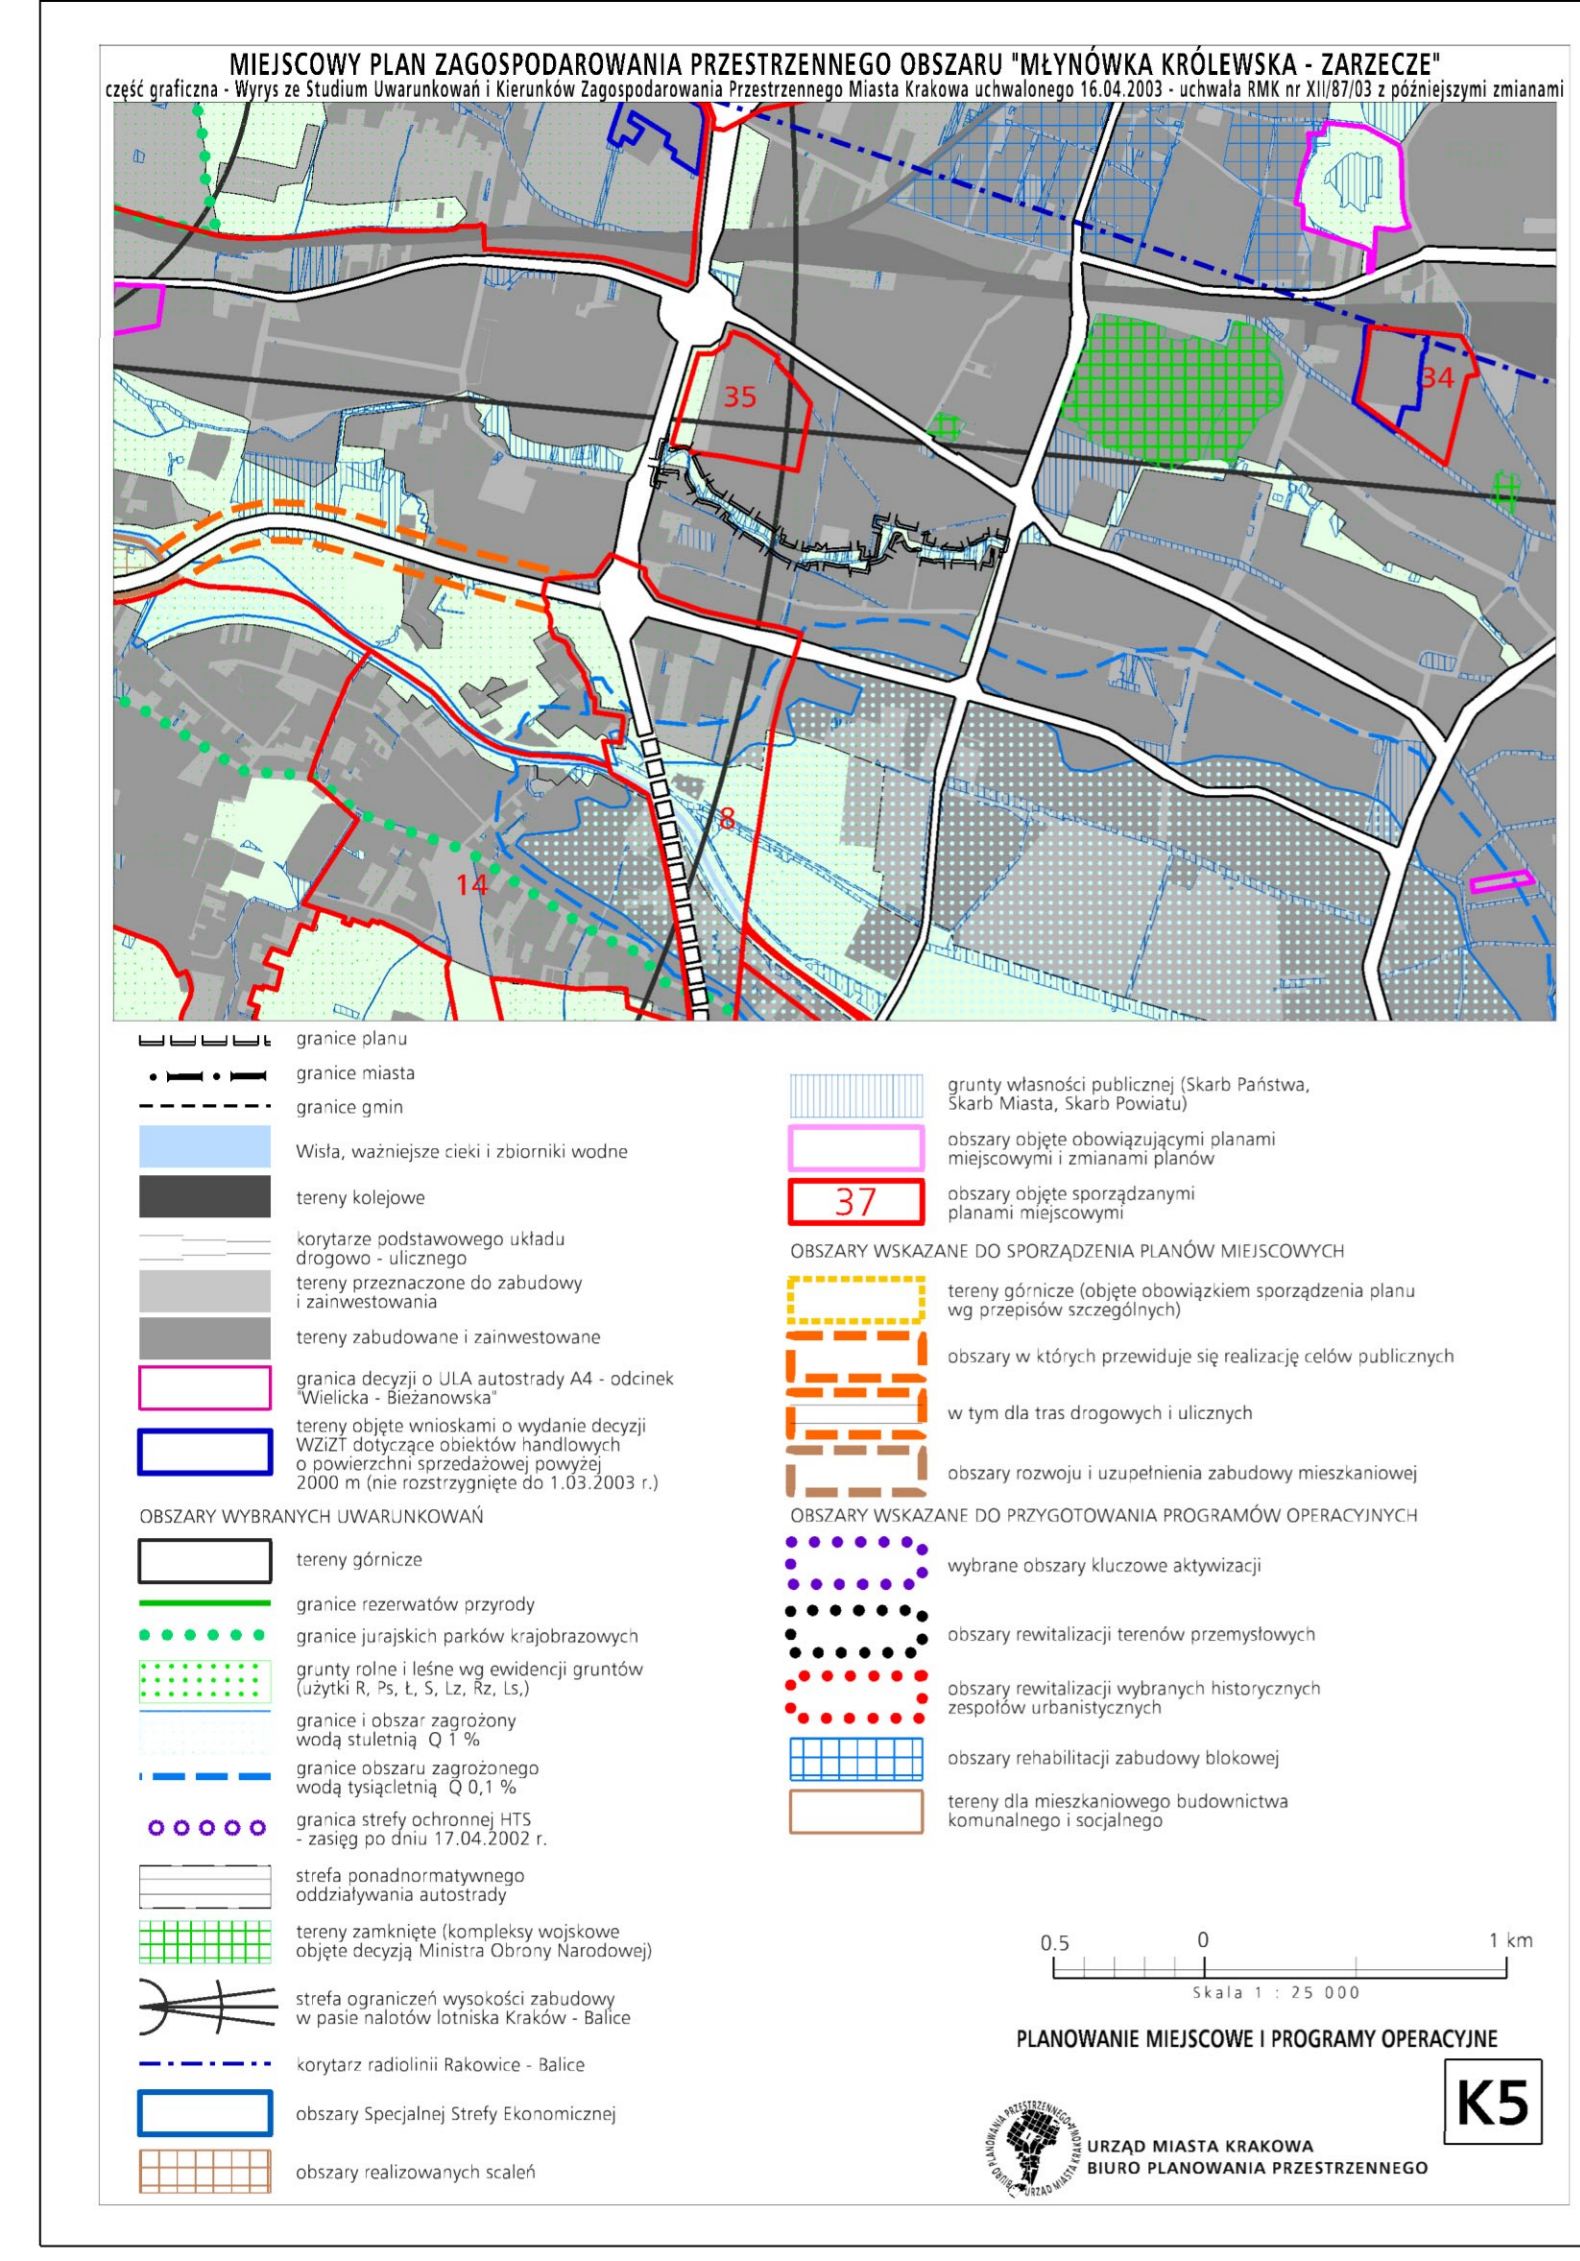 MIEJSCOWY PLAN ZAGOSPODAROWANIA PRZESTRZENNEGO OBSZARU "MŁYNÓWKA KRÓLEWSKA - ZARZECZE"
część graficzna - Wyrys ze Studium Uwarunkowań i Kierunków Zagospodarowania Przestrzennego Miasta Krakowa uchwalonego 16.04.2003 - uchwała RMK nr XII/87/03 z późniejszymi zmianami
34
35
8
14
granice planu
granice miasta
granice gmin
Wisła, ważniejsze cieki i zbiorniki wodne
tereny kolejowe
korytarze podstawowego układu
drogowo - ulicznego
tereny przeznaczone do zabudowy
i zainwestowania
tereny zabudowane i zainwestowane
granica decyzji o ULA autostrady A4 - odcinek
"Wielicka - Bieżanowska"
tereny objęte wnioskami o wydanie decyzji
WZiZT dotyczące obiektów handlowych
o powierzchni sprzedażowej powyżej
2000 m (nie rozstrzygnięte do 1.03.2003 r.)
OBSZARY WYBRANYCH UWARUNKOWAŃ
tereny górnicze
granice rezerwatów przyrody
granice jurajskich parków krajobrazowych
grunty rolne i leśne wg ewidencji gruntów
(użytki R, Ps, Ł, S, Lz, Rz, Ls,)
granice i obszar zagrożony
wodą stuletnią Q 1 %
granice obszaru zagrożonego
wodą tysiącletnią Q 0,1 %
granica strefy ochronnej HTS
- zasięg po dniu 17.04.2002 r.
strefa ponadnormatywnego
oddziaływania autostrady
tereny zamknięte (kompleksy wojskowe
objęte decyzją Ministra Obrony Narodowej)
strefa ograniczeń wysokości zabudowy
w pasie nalotów lotniska Kraków - Balice
korytarz radiolinii Rakowice - Balice
obszary Specjalnej Strefy Ekonomicznej
obszary realizowanych scaleń
grunty własności publicznej (Skarb Państwa,
Skarb Miasta, Skarb Powiatu)
obszary objęte obowiązującymi planami
miejscowymi i zmianami planów
37
obszary objęte sporządzanymi
planami miejscowymi
OBSZARY WSKAZANE DO SPORZĄDZENIA PLANÓW MIEJSCOWYCH
tereny górnicze (objęte obowiązkiem sporządzenia planu
wg przepisów szczególnych)
obszary w których przewiduje się realizację celów publicznych
w tym dla tras drogowych i ulicznych
obszary rozwoju i uzupełnienia zabudowy mieszkaniowej
OBSZARY WSKAZANE DO PRZYGOTOWANIA PROGRAMÓW OPERACYJNYCH
wybrane obszary kluczowe aktywizacji
obszary rewitalizacji terenów przemysłowych
obszary rewitalizacji wybranych historycznych
zespołów urbanistycznych
obszary rehabilitacji zabudowy blokowej
tereny dla mieszkaniowego budownictwa
komunalnego i socjalnego
0.5 0 1 km
Skala 1 : 25 000
PLANOWANIE MIEJSCOWE I PROGRAMY OPERACYJNE
K5
BIURO PLANOWANIA PRZESTRZENNEGO URZĄD MIASTA KRAKOWA
URZĄD MIASTA KRAKOWA
BIURO PLANOWANIA PRZESTRZENNEGO